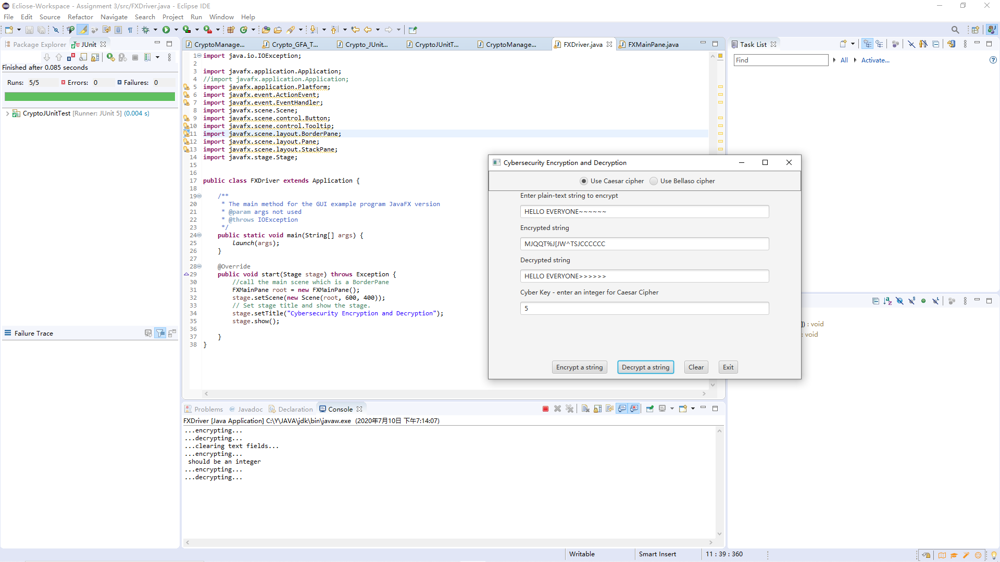 Ecliose-Workspace - Assignment 3/src/FXDriver.java - Eclipse IDE
File Edit Source Refactor Navigate Search Project Run Window Help
Package Explorer JUnit
Finished after 0.085 seconds
Runs: 5/5 Errors: 0 Failures: 0
CryptoJUnitTest [Runner: JUnit 5] (0.004 s)
Failure Trace
CryptoManage... Crypto_GFA_T... Crypto_JUnit... CryptoJUnitT... CryptoManage... FXDriver.java FXMainPane.java
1 import java.io.IOException;
2
3 import javafx.application.Application;
4 //import javafx.application.Application;
5 import javafx.application.Platform;
6 import javafx.event.ActionEvent;
7 import javafx.event.EventHandler;
8 import javafx.scene.Scene;
9 import javafx.scene.control.Button;
10 import javafx.scene.control.Tooltip;
11 import javafx.scene.layout.BorderPane;
12 import javafx.scene.layout.Pane;
13 import javafx.scene.layout.StackPane;
14 import javafx.stage.Stage;
15
16
17 public class FXDriver extends Application {
18
19 /**
20 * The main method for the GUI example program JavaFX version
21 * @param args not used
22 * @throws IOException
23 */
24 public static void main(String[] args) {
25 launch(args);
26 }
27
28 @Override
29 public void start(Stage stage) throws Exception {
30 //call the main scene which is a BorderPane
31 FXMainPane root = new FXMainPane();
32 stage.setScene(new Scene(root, 600, 400));
33 // Set stage title and show the stage.
34 stage.setTitle("Cybersecurity Encryption and Decryption");
35 stage.show();
36
37 }
38 }
Cybersecurity Encryption and Decryption
Use Caesar cipher Use Bellaso cipher
Enter plain-text string to encrypt
HELLO EVERYONE~~~~~~
Encrypted string
MJQQT%J[JW^TSJCCCCCC
Decrypted string
HELLO EVERYONE>>>>>>
Cyber Key - enter an integer for Caesar Cipher
5
Encrypt a string Decrypt a string Clear Exit
Task List
Find All Activate...
]) : void
: void
Problems @ Javadoc Declaration Console
FXDriver [Java Application] C:\Y\JAVA\jdk\bin\javaw.exe (2020年7月10日 下午7:14:07)
...encrypting...
...decrypting...
...clearing text fields...
...encrypting...
should be an integer
...encrypting...
...decrypting...
Writable Smart Insert 11 : 39 : 360